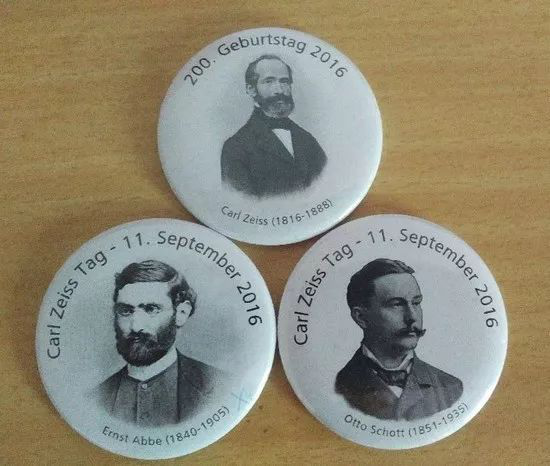 200. Geburtstag 2016
Carl Zeiss (1816-1888)
Carl Zeiss Tag - 11. September 2016
Ernst Abbe (1840-1905)
Carl Zeiss Tag - 11. September 2016
Otto Schott (1851-1935)